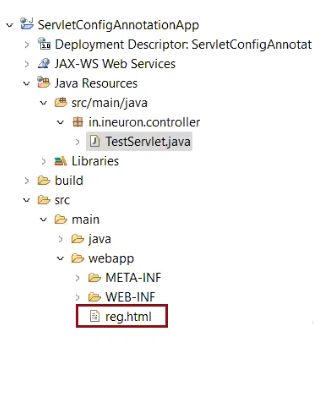 ServletConfigAnnotationApp
Deployment Descriptor: ServletConfigAnnotat
JAX-WS Web Services
Java Resources
src/main/java
in.ineuron.controller
TestServlet.java
Libraries
build
src
main
java
webapp
META-INF
WEB-INF
reg.html